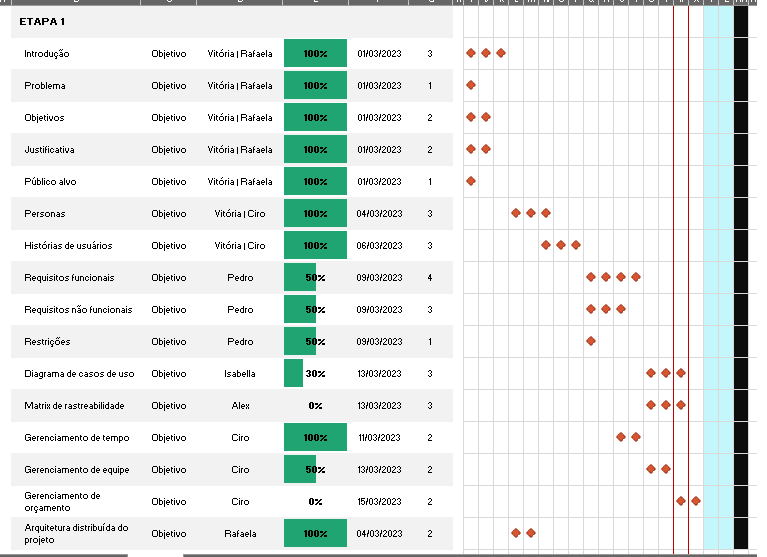 ETAPA 1
Introdução Objetivo Vitória | Rafaela 100% 01/03/2023 3
Problema Objetivo Vitória | Rafaela 100% 01/03/2023 1
Objetivos Objetivo Vitória | Rafaela 100% 01/03/2023 2
Justificativa Objetivo Vitória | Rafaela 100% 01/03/2023 2
Público alvo Objetivo Vitória | Rafaela 100% 01/03/2023 1
Personas Objetivo Vitória | Ciro 100% 04/03/2023 3
Histórias de usuários Objetivo Vitória | Ciro 100% 06/03/2023 3
Requisitos funcionais Objetivo Pedro 50% 09/03/2023 4
Requisitos não funcionais Objetivo Pedro 50% 09/03/2023 3
Restrições Objetivo Pedro 50% 09/03/2023 1
Diagrama de casos de uso Objetivo Isabella 30% 13/03/2023 3
Matrix de rastreabilidade Objetivo Alex 0% 13/03/2023 3
Gerenciamento de tempo Objetivo Ciro 100% 11/03/2023 2
Gerenciamento de equipe Objetivo Ciro 50% 13/03/2023 2
Gerenciamento de
orçamento Objetivo Ciro 0% 15/03/2023 2
Arquitetura distribuída do
projeto Objetivo Rafaela 100% 04/03/2023 2